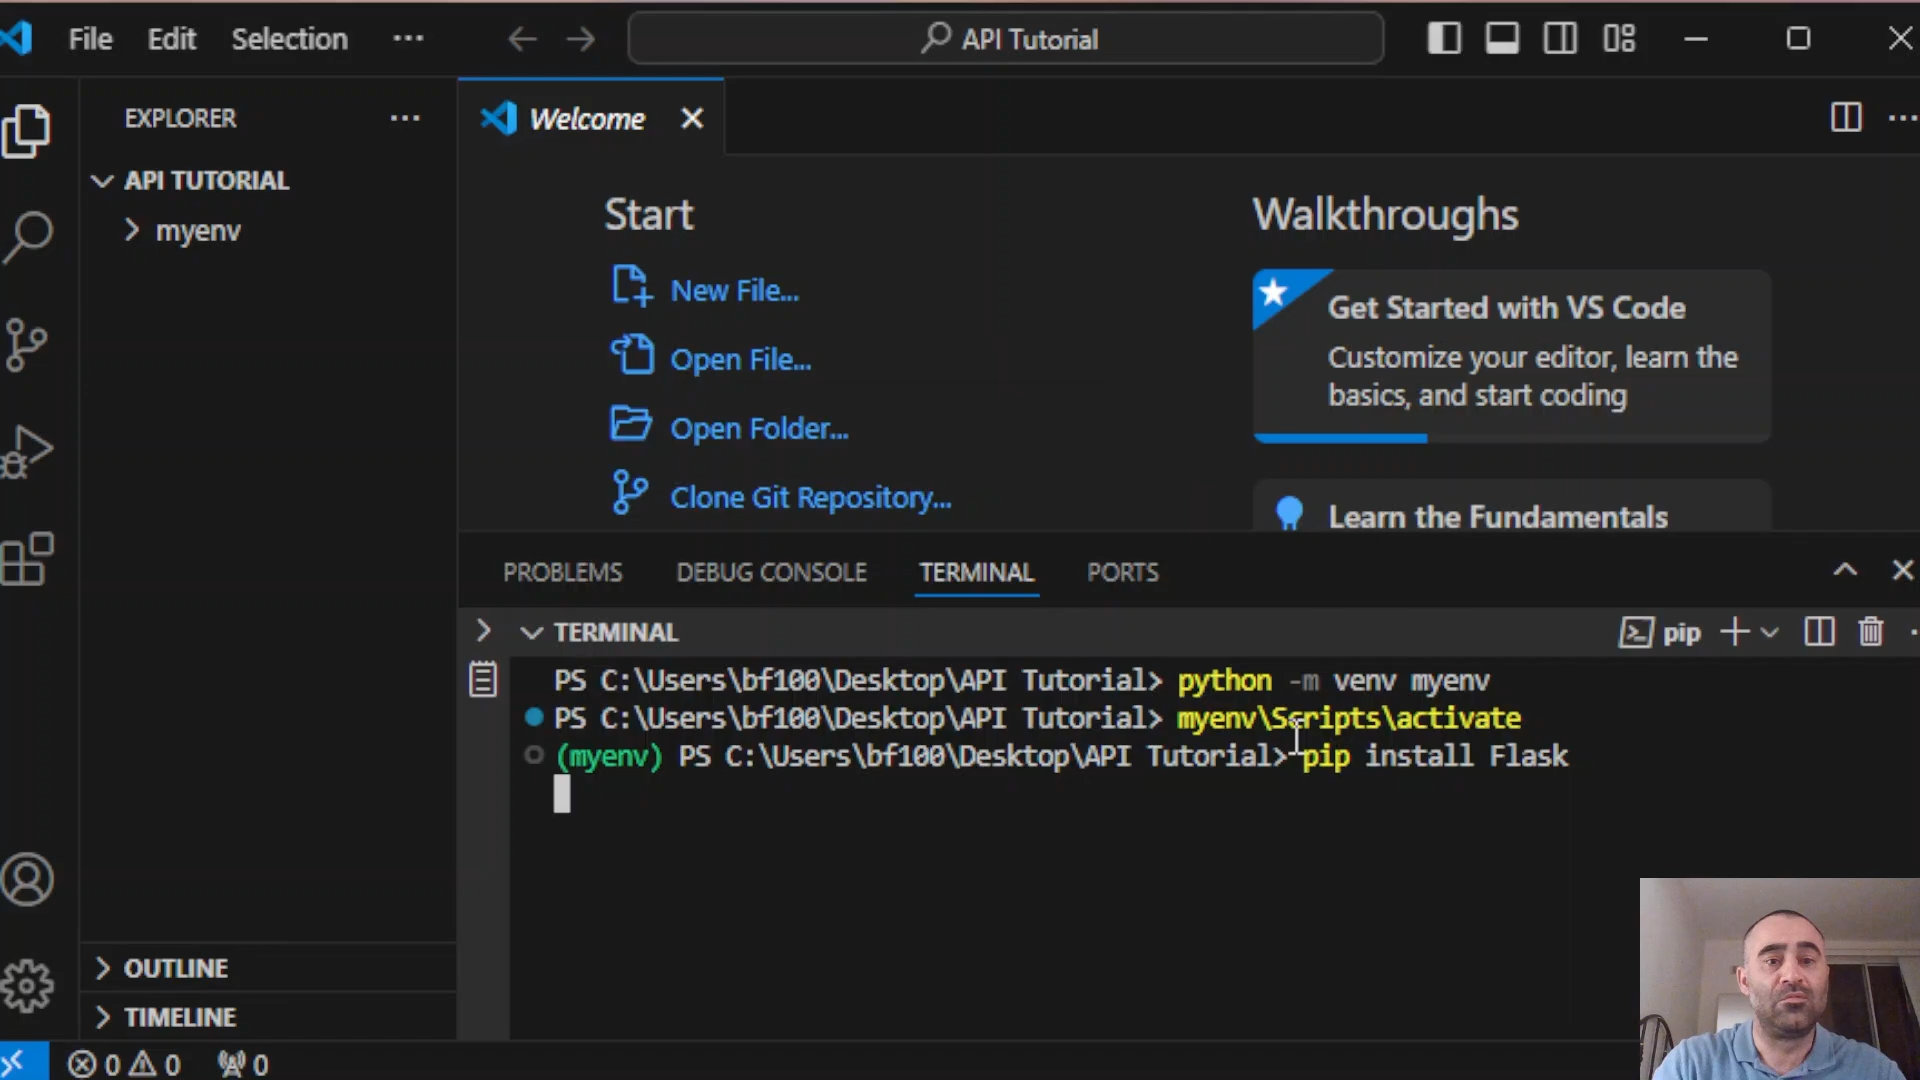 File Edit Selection ··· API Tutorial
EXPLORER ···
Welcome
API TUTORIAL
myenv
Start
New File...
Open File...
Open Folder...
Clone Git Repository...
Walkthroughs
Get Started with VS Code
Customize your editor, learn the
basics, and start coding
Learn the Fundamentals
PROBLEMS DEBUG CONSOLE TERMINAL PORTS
TERMINAL pip
PS C:\Users\bf100\Desktop\API Tutorial> python -m venv myenv
PS C:\Users\bf100\Desktop\API Tutorial> myenv\Scripts\activate
(myenv) PS C:\Users\bf100\Desktop\API Tutorial> pip install Flask
OUTLINE
TIMELINE
0 0 0